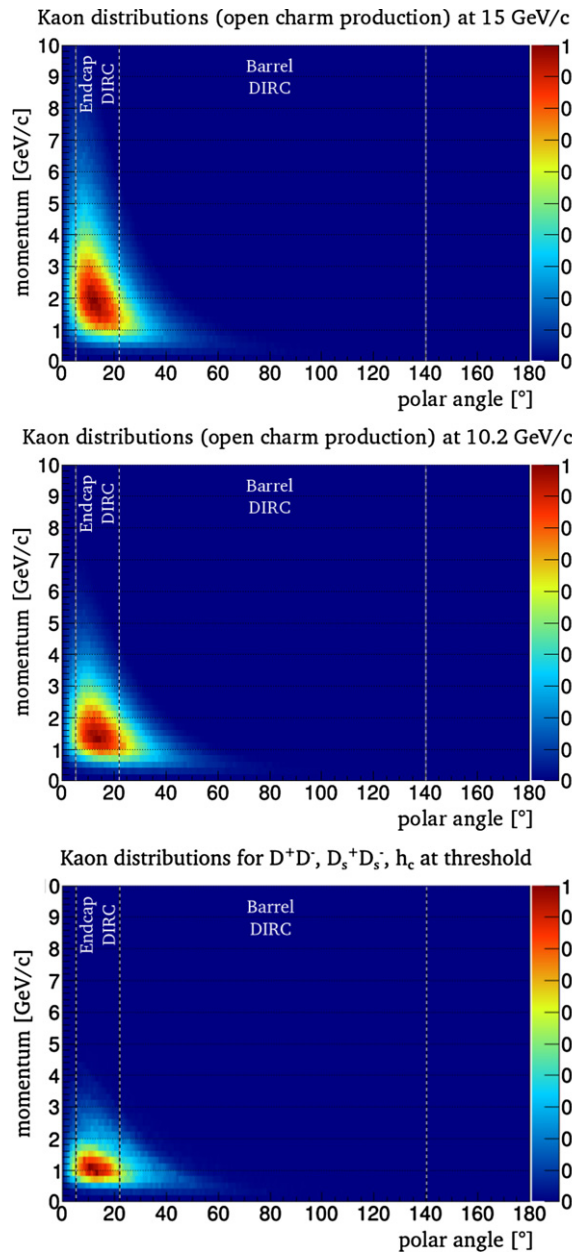 Kaon distributions (open charm production) at 15 GeV/c
momentum [GeV/c]
10
9
8
7
6
5
4
3
2
1
0
Endcap
DIRC
Barrel
DIRC
1
0
0
0
0
0
0
0
0
0
0
0 20 40 60 80 100 120 140 160 180
polar angle [°]
Kaon distributions (open charm production) at 10.2 GeV/c
momentum [GeV/c]
10
9
8
7
6
5
4
3
2
1
0
Endcap
DIRC
Barrel
DIRC
1
0
0
0
0
0
0
0
0
0
0
0 20 40 60 80 100 120 140 160 180
polar angle [°]
Kaon distributions for D⁺D⁻, Dₛ⁺Dₛ⁻, h_c at threshold
momentum [GeV/c]
0
9
8
7
6
5
4
3
2
1
0
Endcap
DIRC
Barrel
DIRC
1
0
0
0
0
0
0
0
0
0
0
0 20 40 60 80 100 120 140 160 180
polar angle [°]